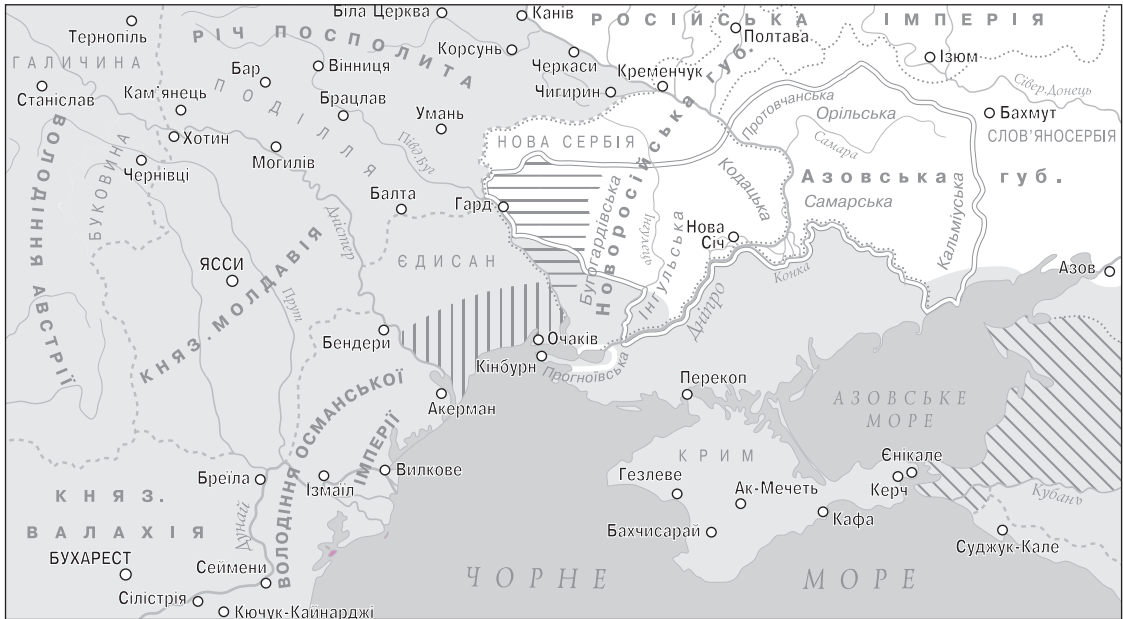 Тернопіль
Біла Церква
Канів
РОСІЙСЬКА ІМПЕРІЯ
РІЧ ПОСПОЛИТА
Корсунь
Полтава
ГАЛИЧИНА
Бар
Вінниця
Черкаси
Кременчук
Ізюм
Сівер.Донець
Станіслав
Кам’янець
ПОДІЛЛЯ
Брацлав
Умань
Чигирин
Протовчанська
Орільська
Бахмут
СЛОВ’ЯНОСЕРБІЯ
Хотин
Могилів
Півд.Буг
НОВА СЕРБІЯ
Самара
Чернівці
БУКОВИНА
Балта
Гард
Кодацька
Азовська губ.
Самарська
Кальміуська
ВОЛОДІННЯ АВСТРІЇ
Дністер
Бугогардівська
Новоросійська губ.
Інгулець
Інгульська
Нова
Січ
ЯССИ
ЄДИСАН
Конка
Азов
КНЯЗ. МОЛДАВІЯ
Прут
Дніпро
Бендери
Очаків
Кінбурн
Прогноївська
Перекоп
Акерман
АЗОВСЬКЕ
МОРЕ
ВОЛОДІННЯ ОСМАНСЬКОЇ
ІМПЕРІЇ
КРИМ
Бреїла
Ізмаїл
Вилкове
Гезлеве
Єнікале
Ак-Мечеть
Керч
Кубань
КНЯЗ.
ВАЛАХІЯ
Дунай
Бахчисарай
Кафа
Суджук-Кале
БУХАРЕСТ
Сеймени
ЧОРНЕ МОРЕ
Сілістрія
Кючук-Кайнарджі